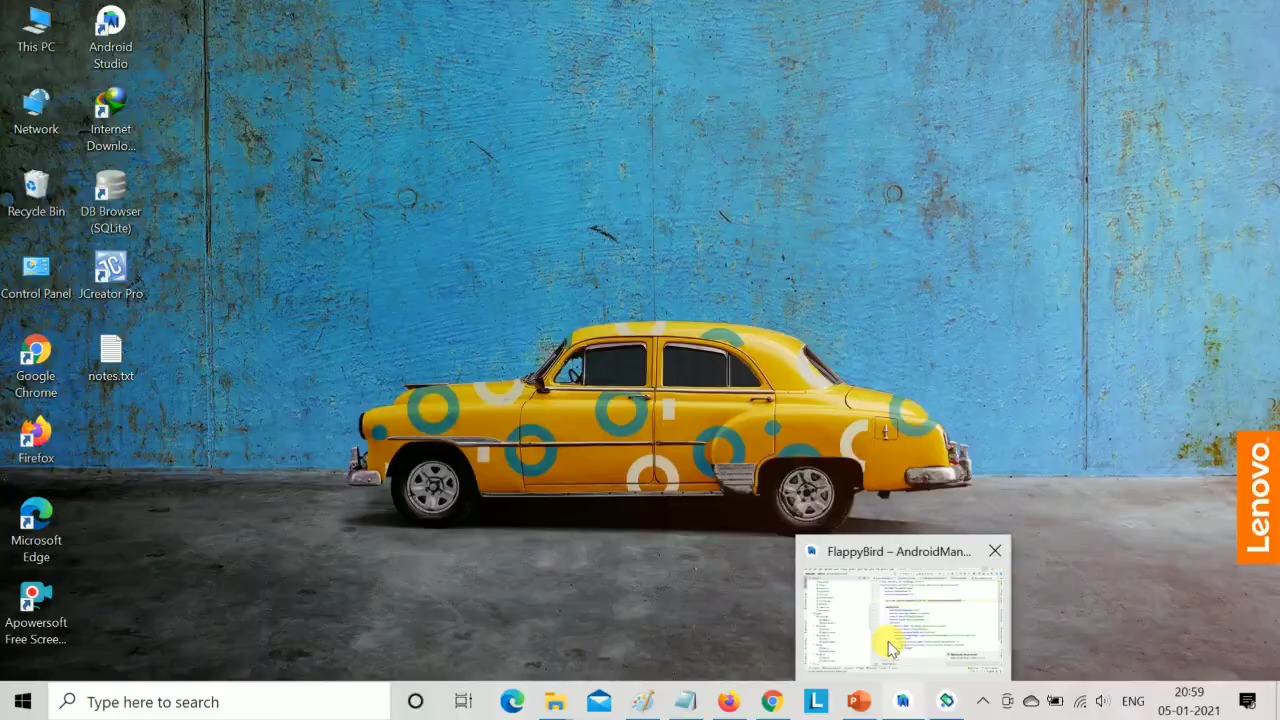 This PC
Android
Studio
Network
Internet
Downlo...
Recycle Bin
DB Browser
(SQLite)
Control Panel
JCreator Pro
Google
Chrome
notes.txt
Firefox
Microsoft
Edge
Apowersoft
Free Scree...
Lenovo
FlappyBird – AndroidMan...
Type here to search
ENG
20:59
05-01-2021